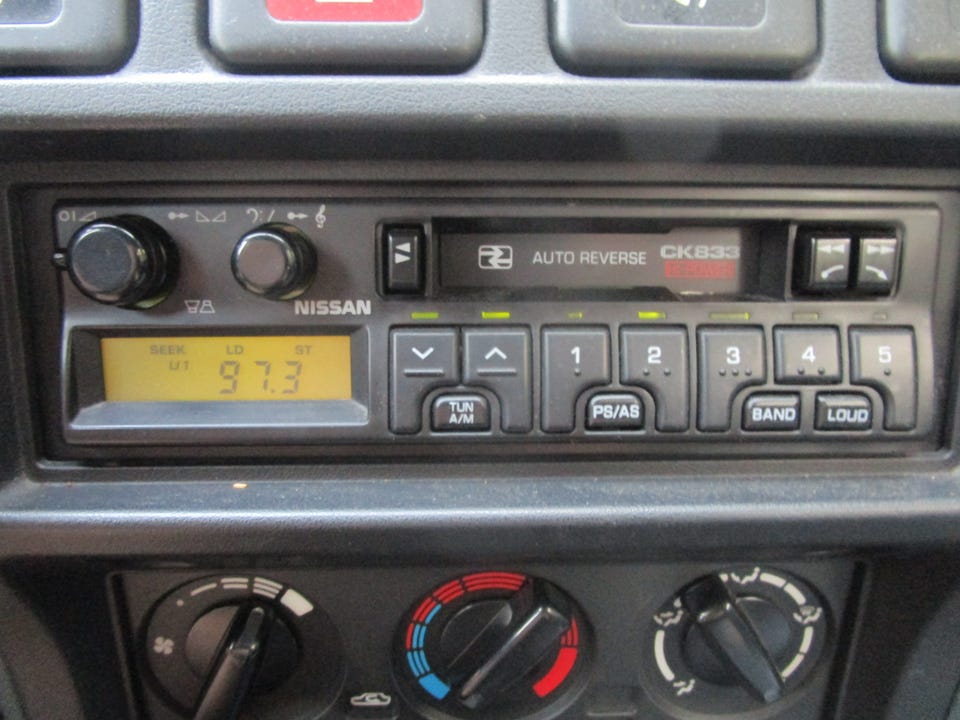 AUTO REVERSE CK833
NISSAN
SEEK LD ST
U1 97.3
1 2 3 4 5
TUN
A/M
PS/AS
BAND
LOUD